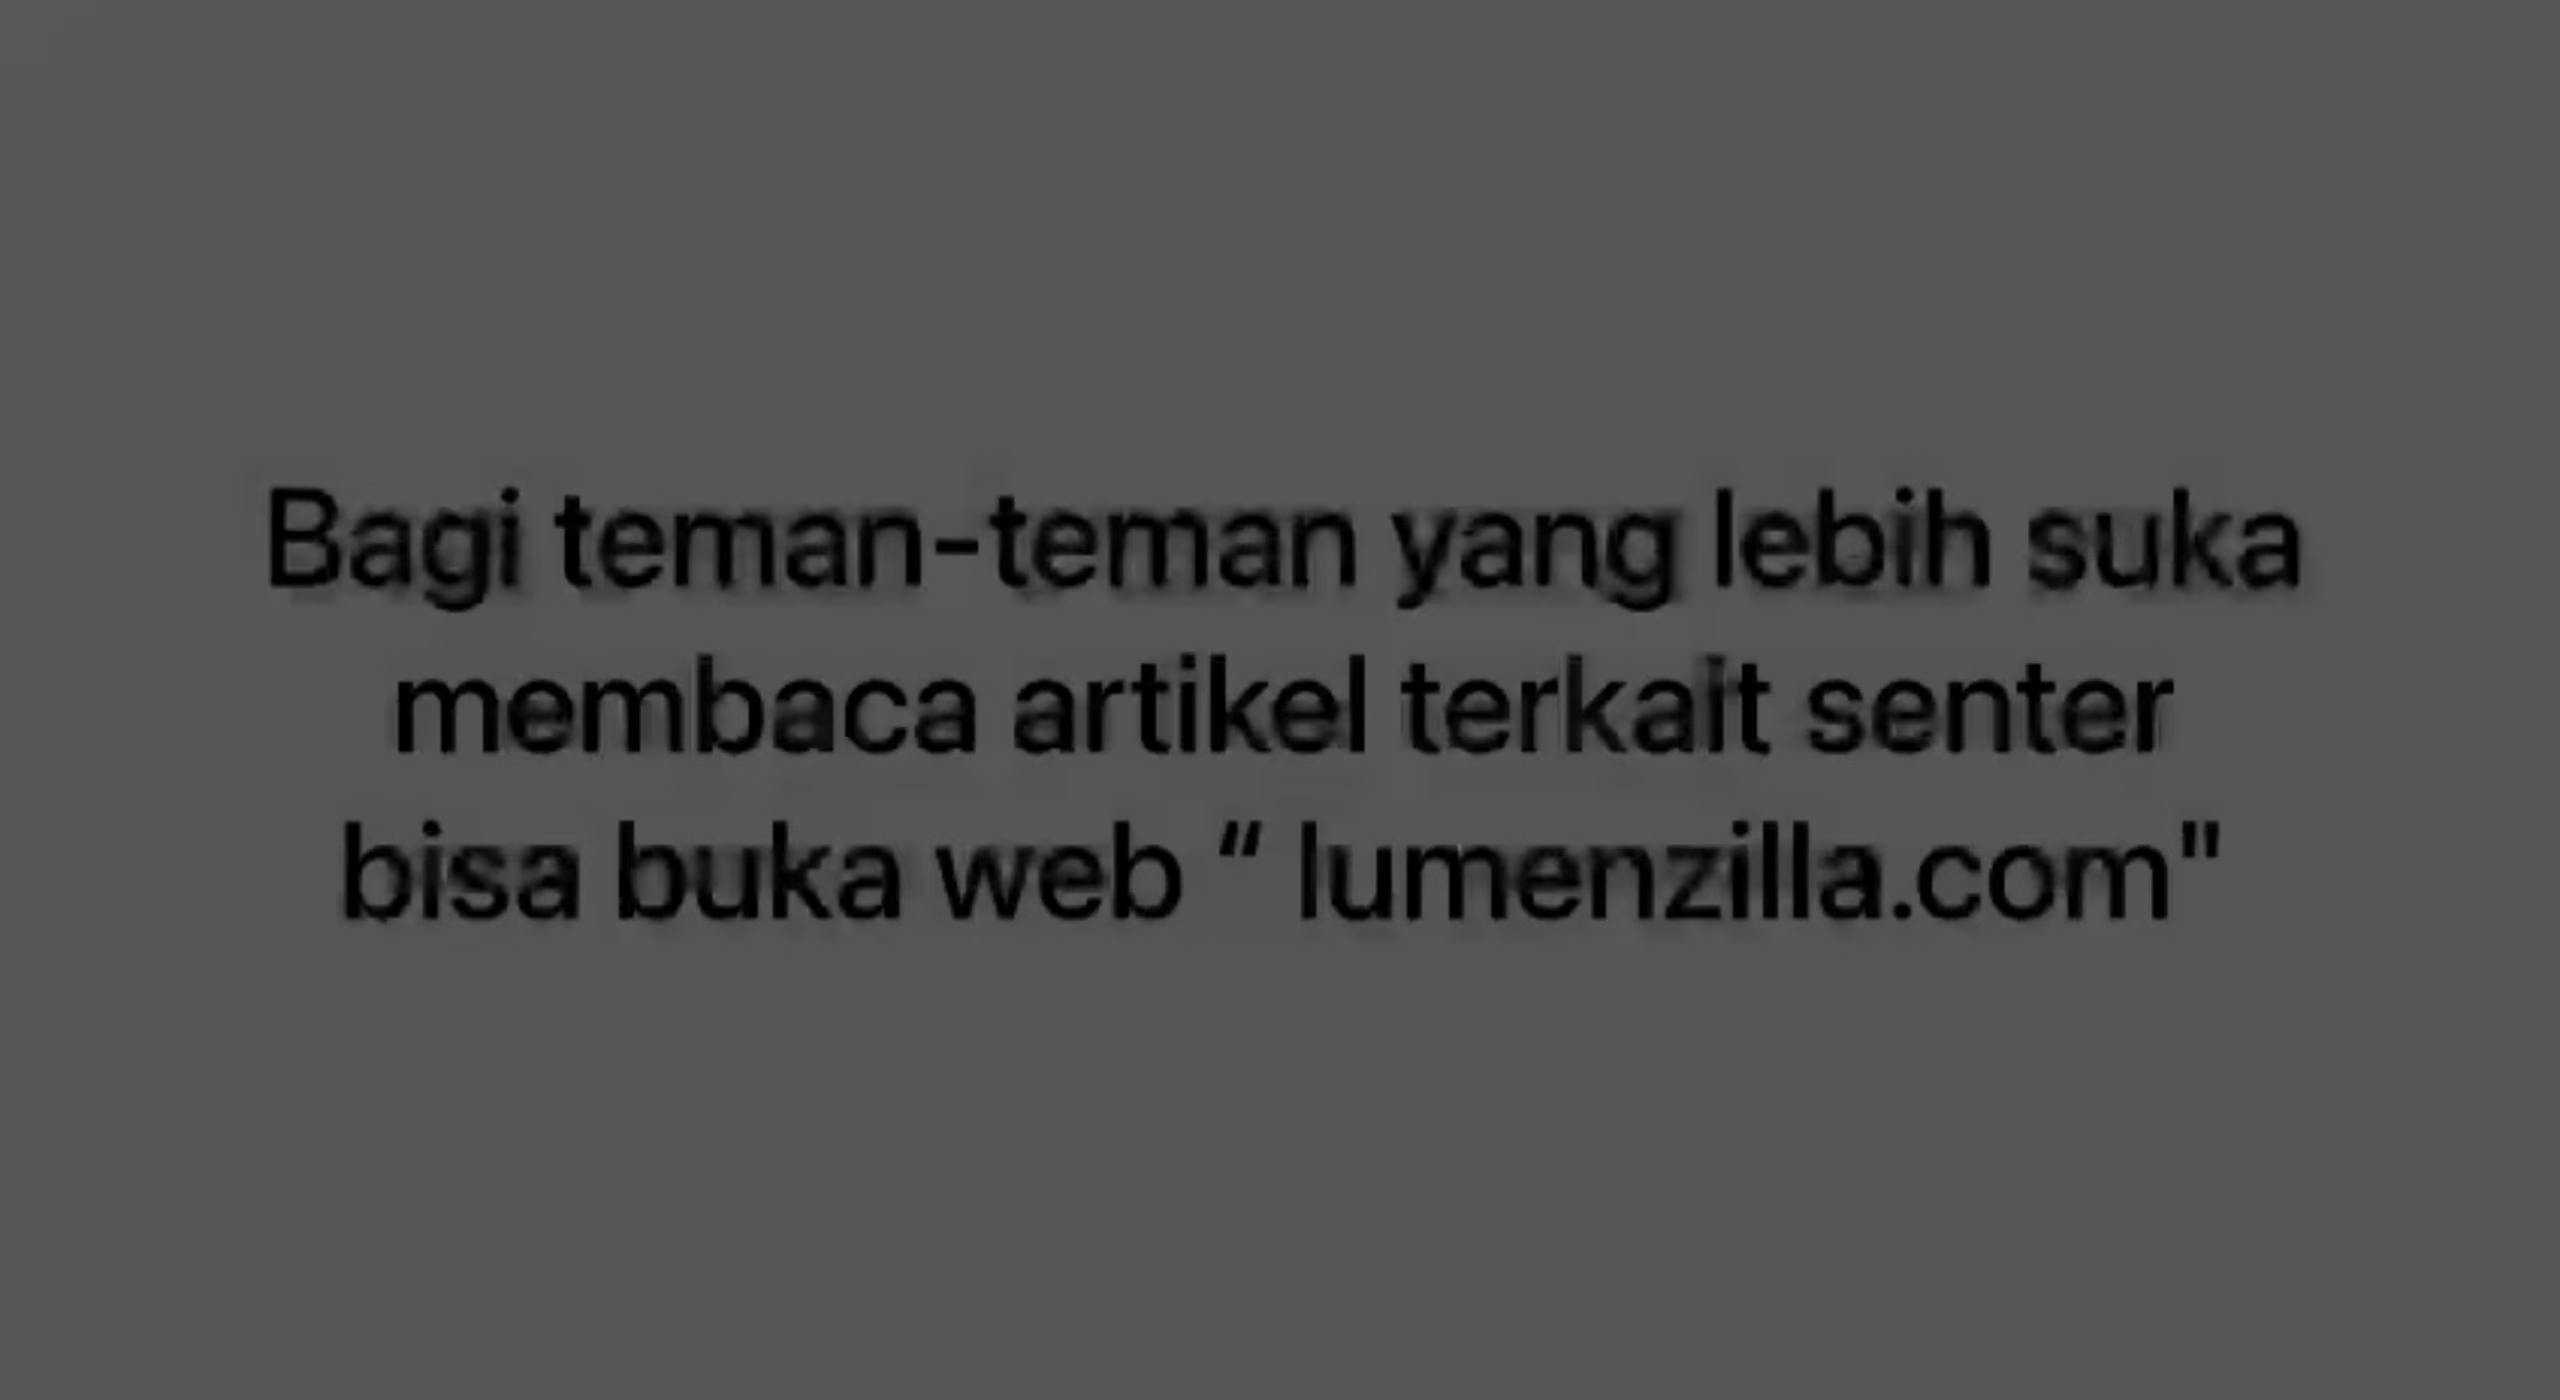 Bagi teman-teman yang lebih suka
membaca artikel terkait senter
bisa buka web “ lumenzilla.com"